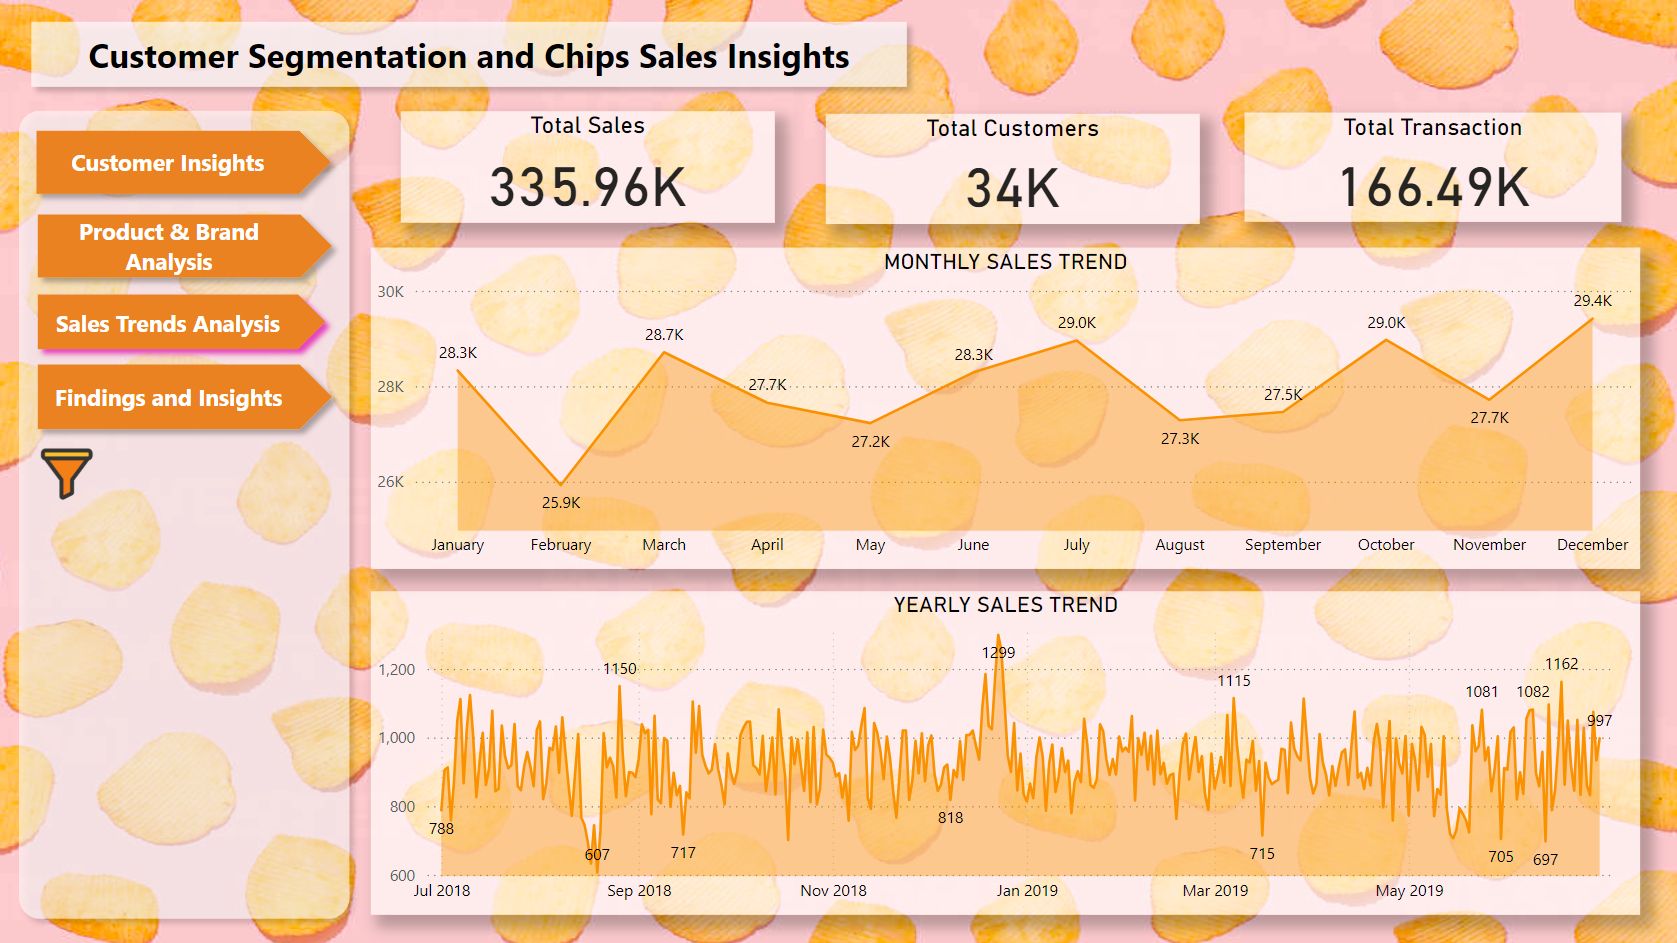 Customer Segmentation and Chips Sales Insights
Customer Insights
Product & Brand
Analysis
Sales Trends Analysis
Findings and Insights
Total Sales
335.96K
Total Customers
34K
Total Transaction
166.49K
MONTHLY SALES TREND
30K
28K
26K
28.3K
25.9K
28.7K
27.7K
27.2K
28.3K
29.0K
27.3K
27.5K
29.0K
27.7K
29.4K
January February March April May June July August September October November December
YEARLY SALES TREND
1,200
1,000
800
600
788
607
1150
717
818
1299
1115
715
1081
705
1082
697
1162
997
Jul 2018 Sep 2018 Nov 2018 Jan 2019 Mar 2019 May 2019